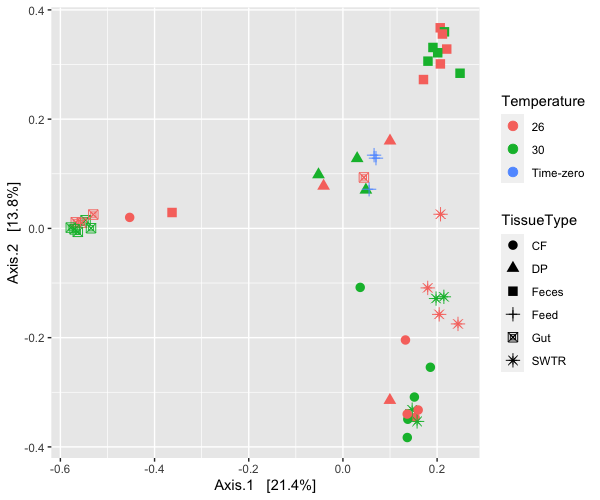 0.4
0.2
0.0
-0.2
-0.4
Axis.2 [13.8%]
-0.6
-0.4
-0.2
0.0
0.2
Axis.1 [21.4%]
Temperature
26
30
Time-zero
TissueType
CF
DP
Feces
Feed
Gut
SWTR